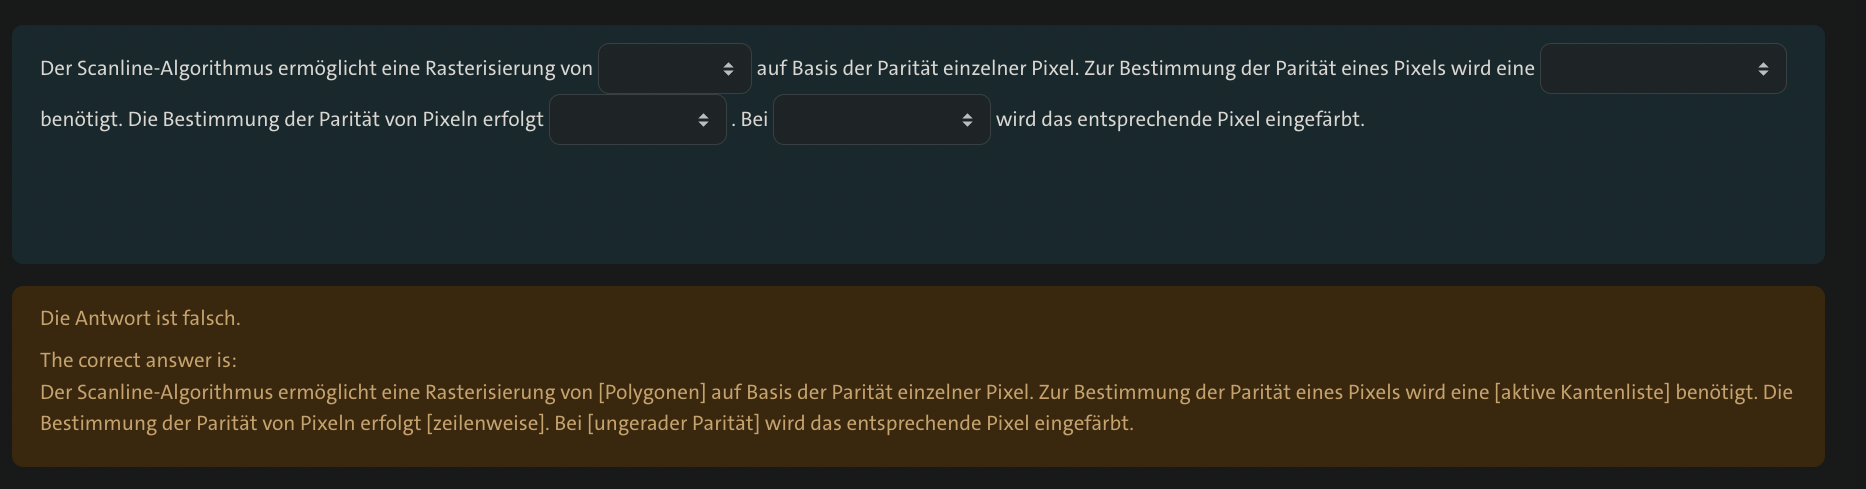 Der Scanline-Algorithmus ermöglicht eine Rasterisierung von auf Basis der Parität einzelner Pixel. Zur Bestimmung der Parität eines Pixels wird eine
benötigt. Die Bestimmung der Parität von Pixeln erfolgt . Bei wird das entsprechende Pixel eingefärbt.
Die Antwort ist falsch.
The correct answer is:
Der Scanline-Algorithmus ermöglicht eine Rasterisierung von [Polygonen] auf Basis der Parität einzelner Pixel. Zur Bestimmung der Parität eines Pixels wird eine [aktive Kantenliste] benötigt. Die
Bestimmung der Parität von Pixeln erfolgt [zeilenweise]. Bei [ungerader Parität] wird das entsprechende Pixel eingefärbt.